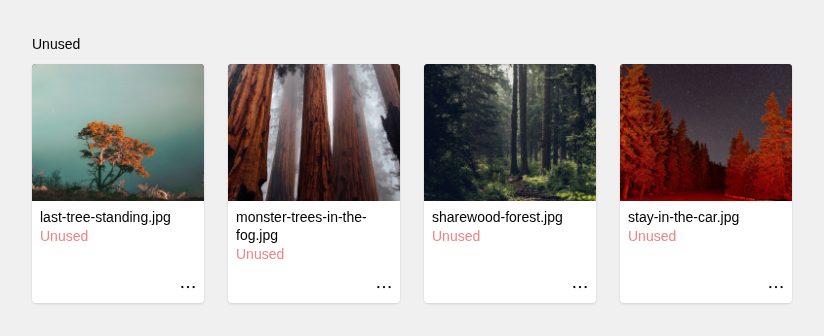 Unused
last-tree-standing.jpg
Unused
monster-trees-in-the-
fog.jpg
Unused
sharewood-forest.jpg
Unused
stay-in-the-car.jpg
Unused